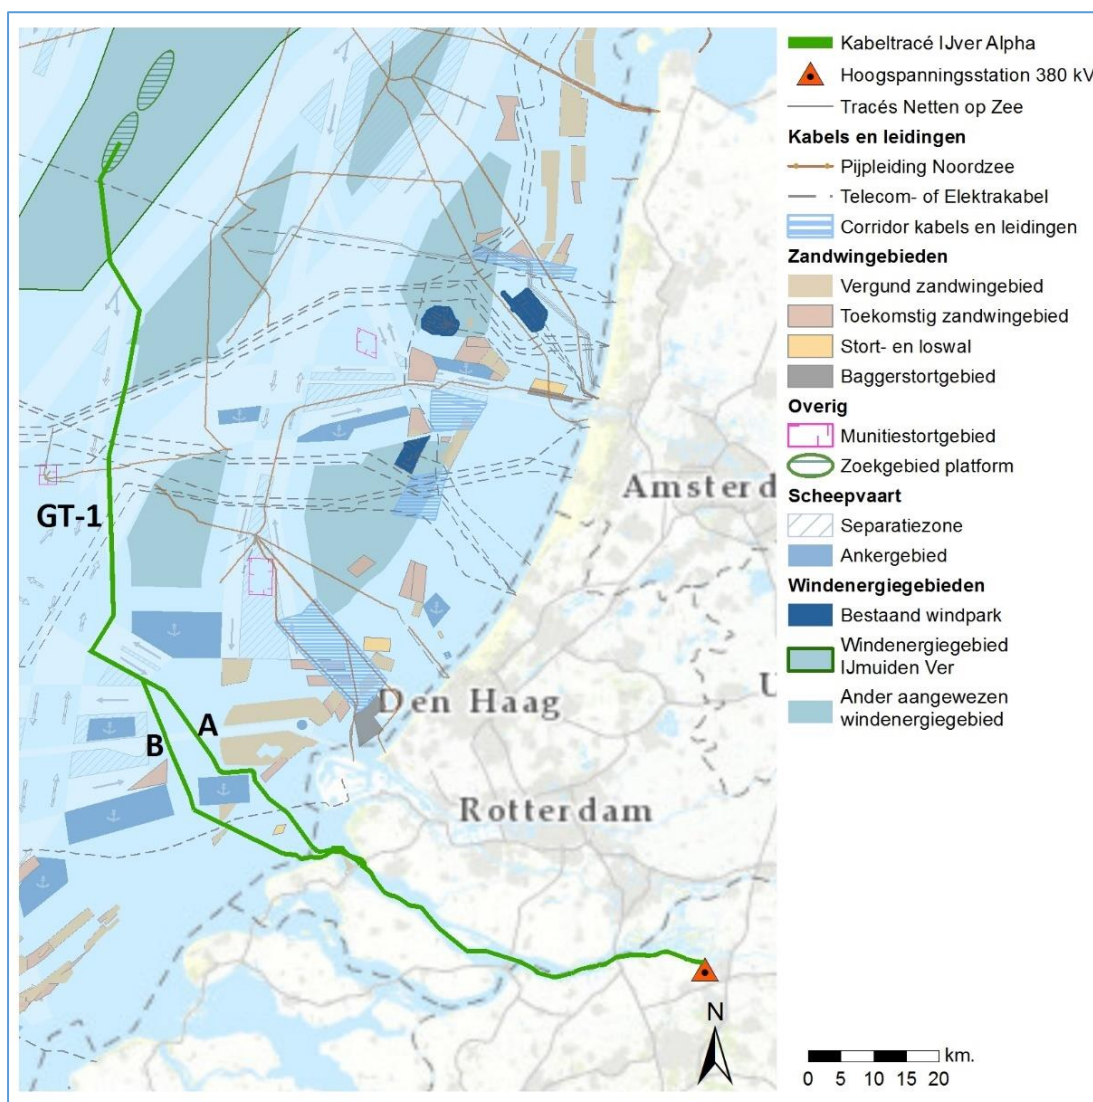 GT-1
A
B
Amsterd
Den Haag
U
Rotterdam
N
Kabeltracé IJver Alpha
Hoogspanningsstation 380 kV
Tracés Netten op Zee
Kabels en leidingen
Pijpleiding Noordzee
Telecom- of Elektrakabel
Corridor kabels en leidingen
Zandwingebieden
Vergund zandwingebied
Toekomstig zandwingebied
Stort- en loswal
Baggerstortgebied
Overig
Munitiestortgebied
Zoekgebied platform
Scheepvaart
Separatiezone
Ankergebied
Windenergiegebieden
Bestaand windpark
Windenergiegebied
IJmuiden Ver
Ander aangewezen
windenergiegebied
km.
0 5 10 15 20